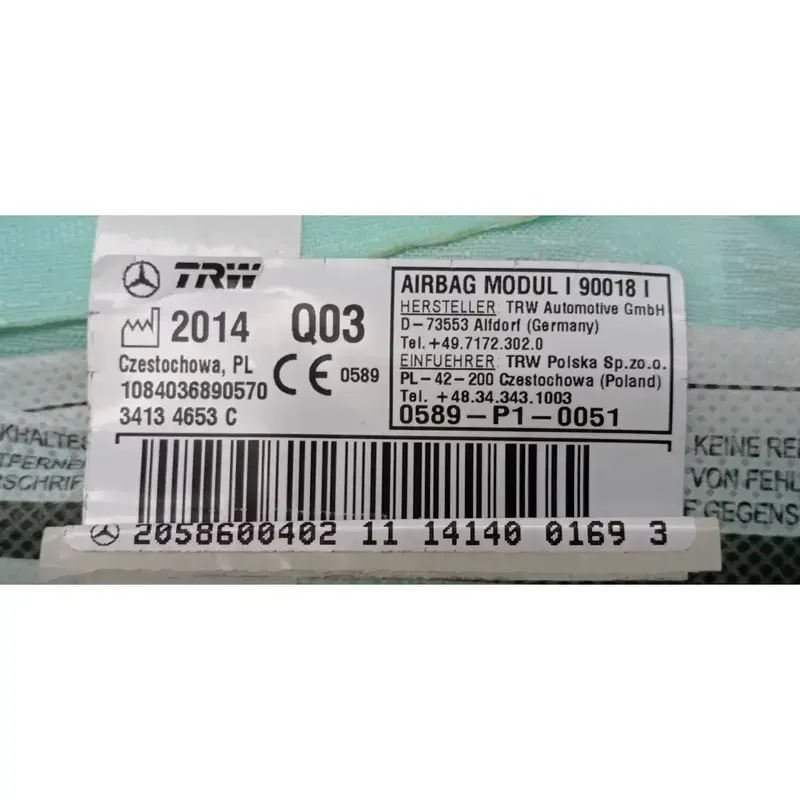 TRW
2014 Q03
Czestochowa, PL
1084036890570
CE 0589
3413 4653 C
AIRBAG MODUL I 90018 I
HERSTELLER: TRW Automotive GmbH
D-73553 Alfdorf (Germany)
Tel.+49.7172.302.0
EINFUEHRER: TRW Polska Sp.zo.o.
PL-42-200 Czestochowa (Poland)
Tel. +48.34.343.1003
0589-P1-0051
2058600402 11 14140 0169 3
KEINE
VON
GEGENS